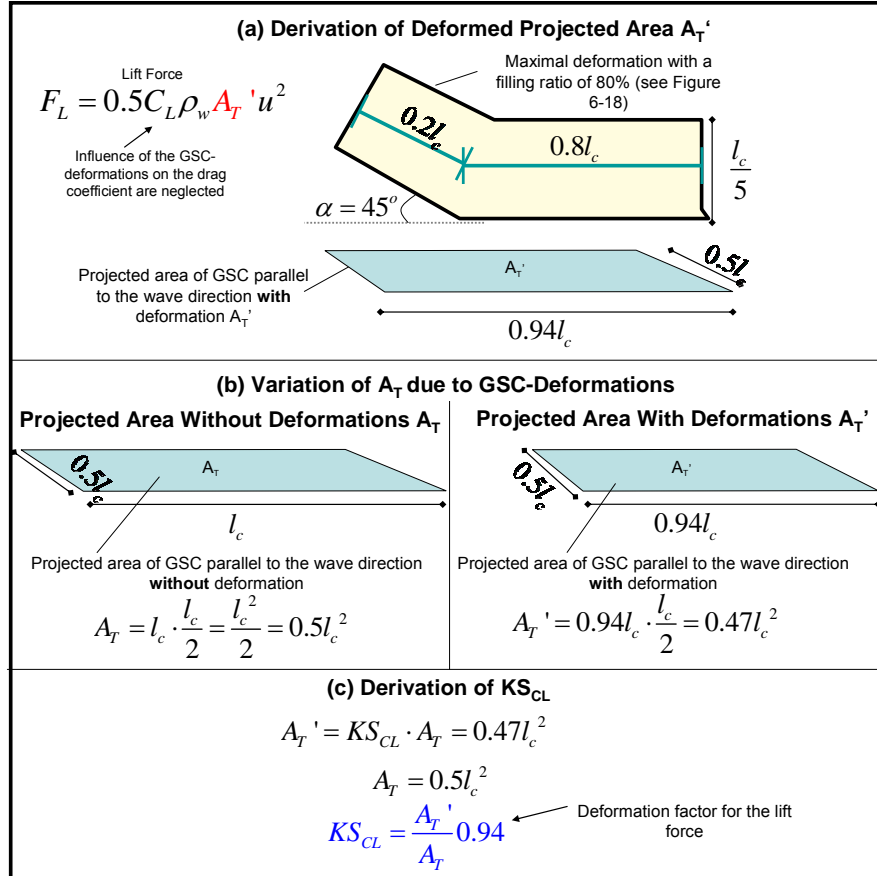 (a) Derivation of Deformed Projected Area A_T'
Lift Force
F_L = 0.5C_L ρ_w A_T ' u^2
Influence of the GSC-
deformations on the drag
coefficient are neglected
Maximal deformation with a
filling ratio of 80% (see Figure
6-18)
0.2l_c
0.8l_c
l_c/5
α = 45^o
Projected area of GSC parallel
to the wave direction with
deformation A_T'
A_T'
0.5l_c
0.94l_c
(b) Variation of A_T due to GSC-Deformations
Projected Area Without Deformations A_T
A_T
0.5l_c
l_c
Projected area of GSC parallel to the wave direction
without deformation
A_T = l_c · l_c/2 = l_c^2/2 = 0.5l_c^2
Projected Area With Deformations A_T'
A_T'
0.5l_c
0.94l_c
Projected area of GSC parallel to the wave direction
with deformation
A_T ' = 0.94l_c · l_c/2 = 0.47l_c^2
(c) Derivation of KS_CL
A_T ' = KS_CL · A_T = 0.47l_c^2
A_T = 0.5l_c^2
KS_CL = A_T '/A_T 0.94
Deformation factor for the lift
force